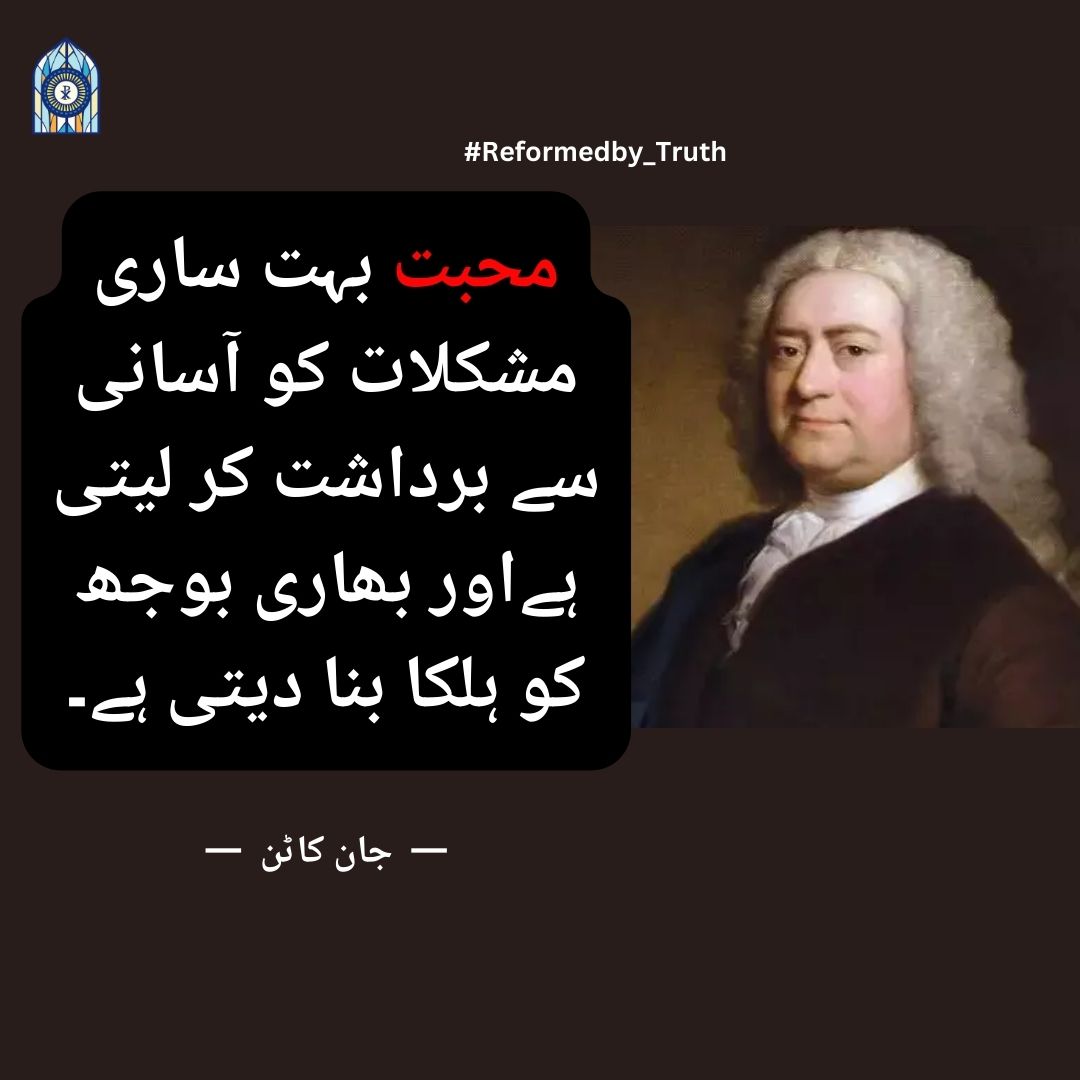 #Reformedby_Truth
محبت بہت ساری
مشکلات کو آسانی
سے برداشت کر لیتی
ہےاور بھاری بوجھ
کو ہلکا بنا دیتی ہے۔
— جان کاٹن —